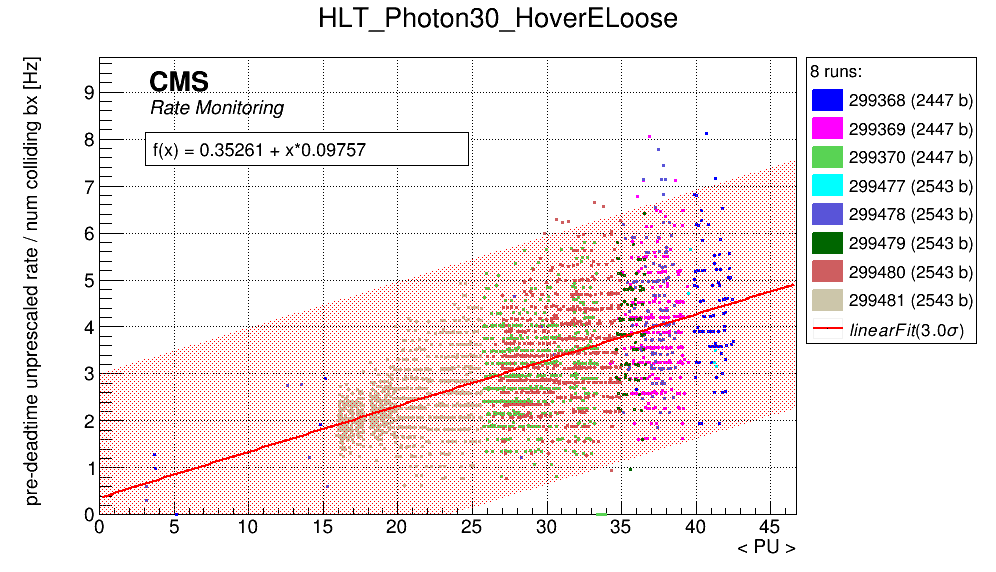 HLT_Photon30_HoverELoose
pre-deadtime unprescaled rate / num colliding bx [Hz]
CMS
Rate Monitoring
f(x) = 0.35261 + x*0.09757
9
8
7
6
5
4
3
2
1
0
0 5 10 15 20 25 30 35 40 45
< PU >
8 runs:
299368 (2447 b)
299369 (2447 b)
299370 (2447 b)
299477 (2543 b)
299478 (2543 b)
299479 (2543 b)
299480 (2543 b)
299481 (2543 b)
linearFit(3.0σ)